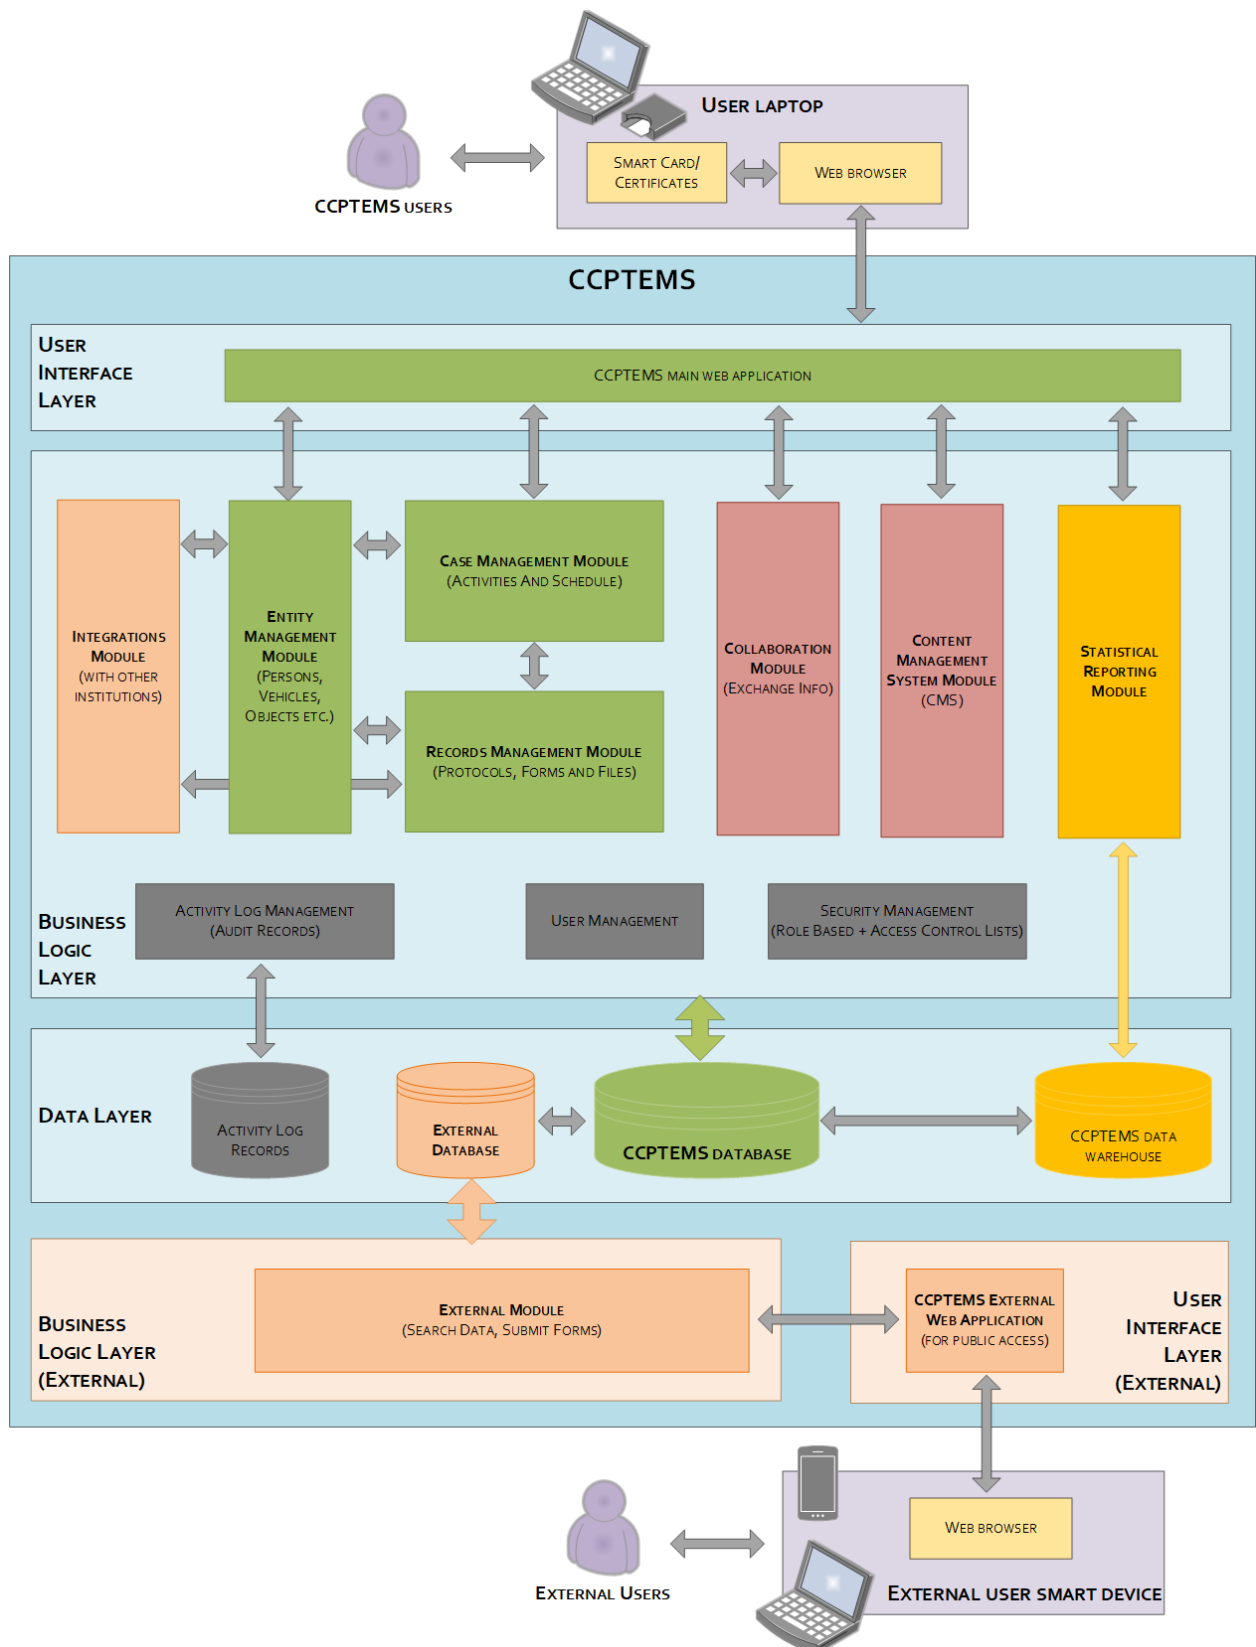 User laptop
Smart Card/
Certificates
Web browser
CCPTEMS users
CCPTEMS
User
Interface
Layer
CCPTEMS main web application
Integrations
Module
(with other
institutions)
Entity
Management
Module
(Persons,
Vehicles,
Objects etc.)
Case Management Module
(Activities And Schedule)
Records Management Module
(Protocols, Forms and Files)
Collaboration
Module
(Exchange Info)
Content
Management
System Module
(CMS)
Statistical
Reporting
Module
Business
Logic
Layer
Activity Log Management
(Audit Records)
User Management
Security Management
(Role Based + Access Control Lists)
Data Layer
Activity Log
Records
External
Database
CCPTEMS database
CCPTEMS data
warehouse
Business
Logic Layer
(External)
External Module
(Search Data, Submit Forms)
CCPTEMS External
Web Application
(for public access)
User
Interface
Layer
(External)
External Users
Web browser
External user smart device